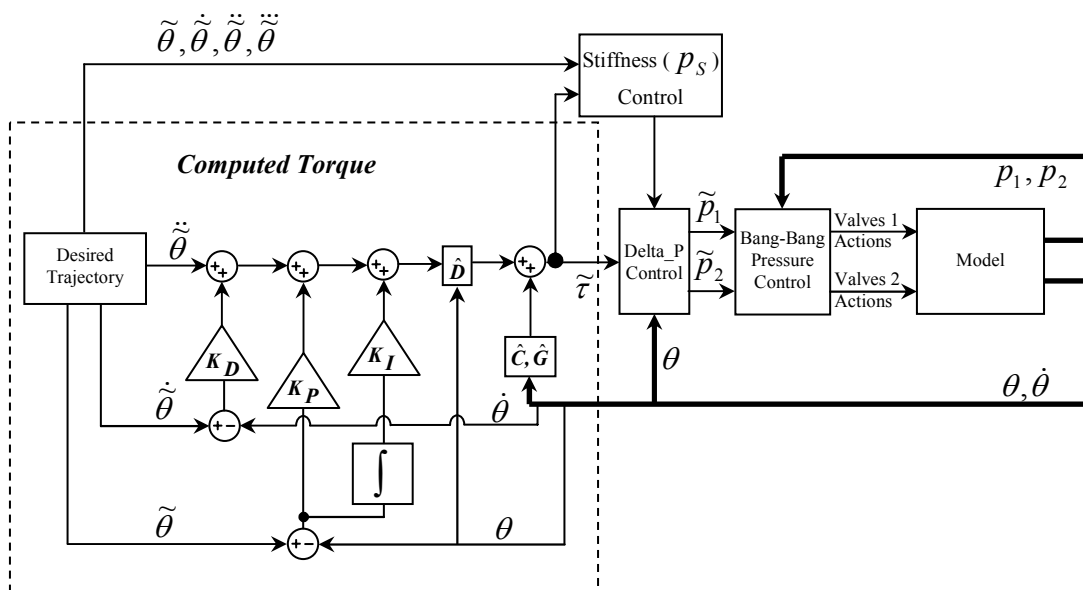 θ̃, θ̃̇, θ̃̈, θ̃⃛
Stiffness ( p_S )
Control
Computed Torque
p₁, p₂
Desired
Trajectory
θ̃̈
+
+
+
+
+
+
D̂
+
+
τ̃
Delta_P
Control
p̃₁
p̃₂
Bang-Bang
Pressure
Control
Valves 1
Actions
Valves 2
Actions
Model
K_D
K_P
K_I
Ĉ, Ĝ
θ
θ, θ̇
θ̃̇
+ −
θ̇
∫
θ̃
+ −
θ